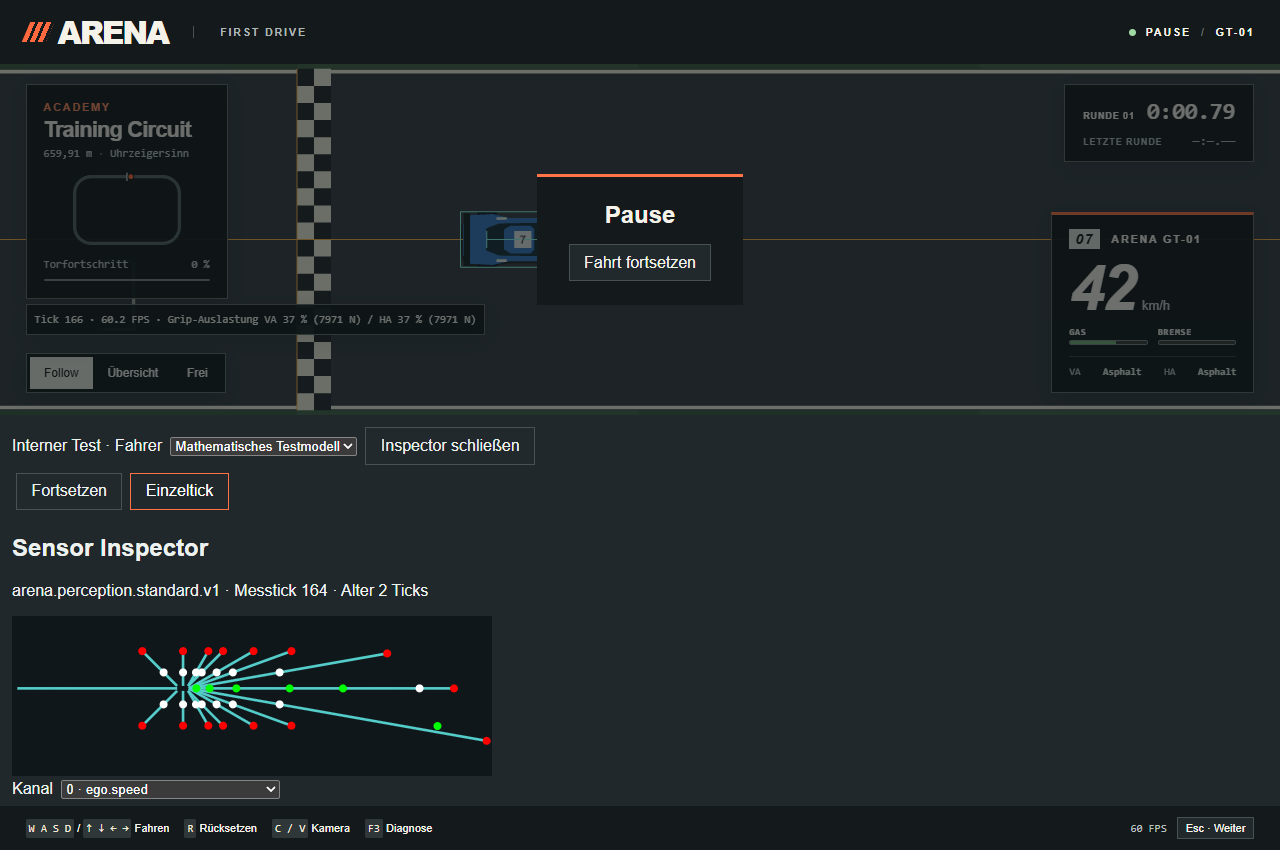 ARENA
FIRST DRIVE
PAUSE / GT-01
ACADEMY
Training Circuit
659,91 m · Uhrzeigersinn
Torfortschritt 0 %
RUNDE 01 0:00.79
LETZTE RUNDE —:—.——
7
Pause
Fahrt fortsetzen
07 ARENA GT-01
42 km/h
GAS BREMSE
VA Asphalt HA Asphalt
Tick 166 · 60.2 FPS · Grip-Auslastung VA 37 % (7971 N) / HA 37 % (7971 N)
Follow Übersicht Frei
Interner Test · Fahrer Mathematisches Testmodell Inspector schließen
Fortsetzen Einzeltick
Sensor Inspector
arena.perception.standard.v1 · Messtick 164 · Alter 2 Ticks
Kanal 0 · ego.speed
W A S D / ↑ ↓ ← → Fahren R Rücksetzen C / V Kamera F3 Diagnose
60 FPS Esc · Weiter